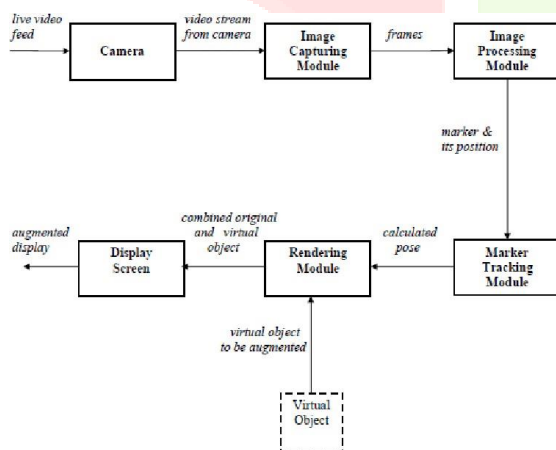 live video
feed
Camera
video stream
from camera
Image
Capturing
Module
frames
Image
Processing
Module
marker &
its position
Marker
Tracking
Module
calculated
pose
Rendering
Module
combined original
and virtual
object
Display
Screen
augmented
display
virtual object
to be augmented
Virtual
Object